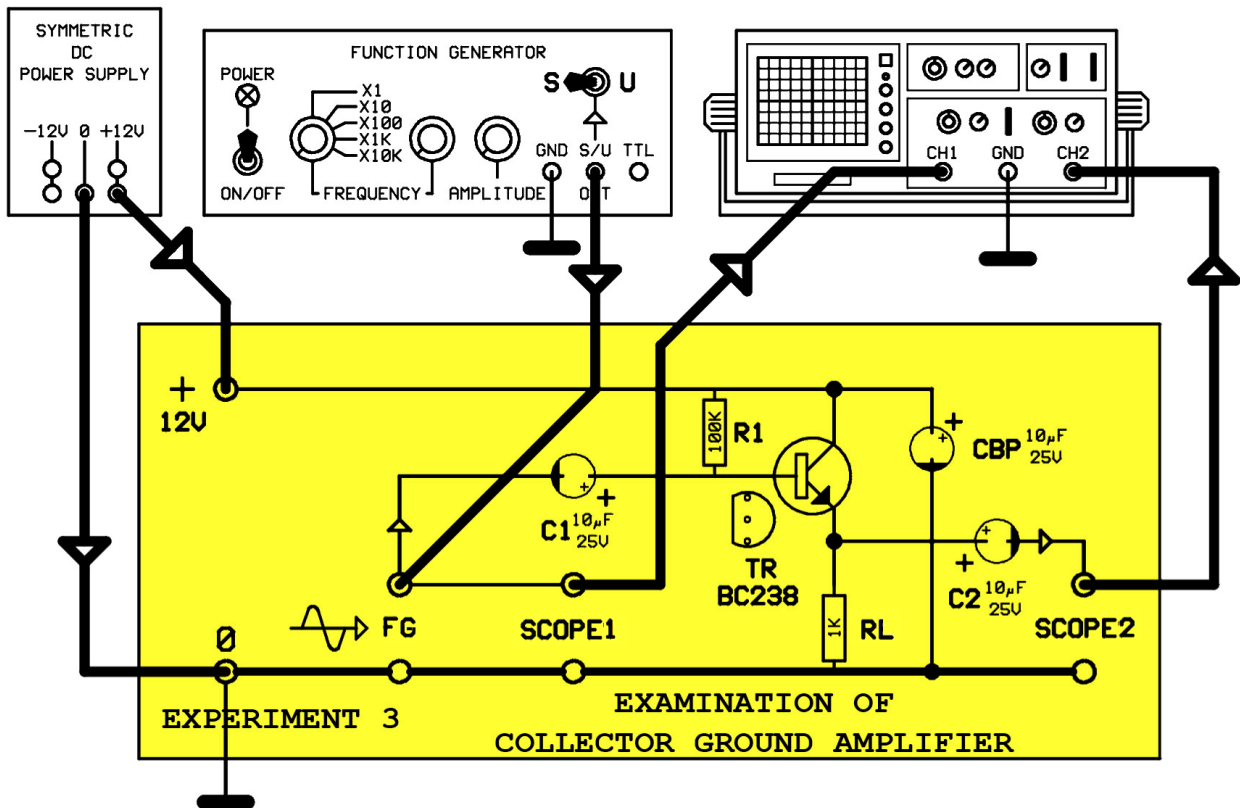 SYMMETRIC
DC
POWER SUPPLY
-12V 0 +12V
FUNCTION GENERATOR
POWER
ON/OFF
X1
X10
X100
X1K
X10K
FREQUENCY
AMPLITUDE
S U
GND S/U TTL
OUT
CH1 GND CH2
+
12V
100K
R1
+
C1 10µF
25V
TR
BC238
+
CBP 10µF
25V
+
C2 10µF
25V
1K
RL
FG
SCOPE1
SCOPE2
0
EXPERIMENT 3
EXAMINATION OF
COLLECTOR GROUND AMPLIFIER